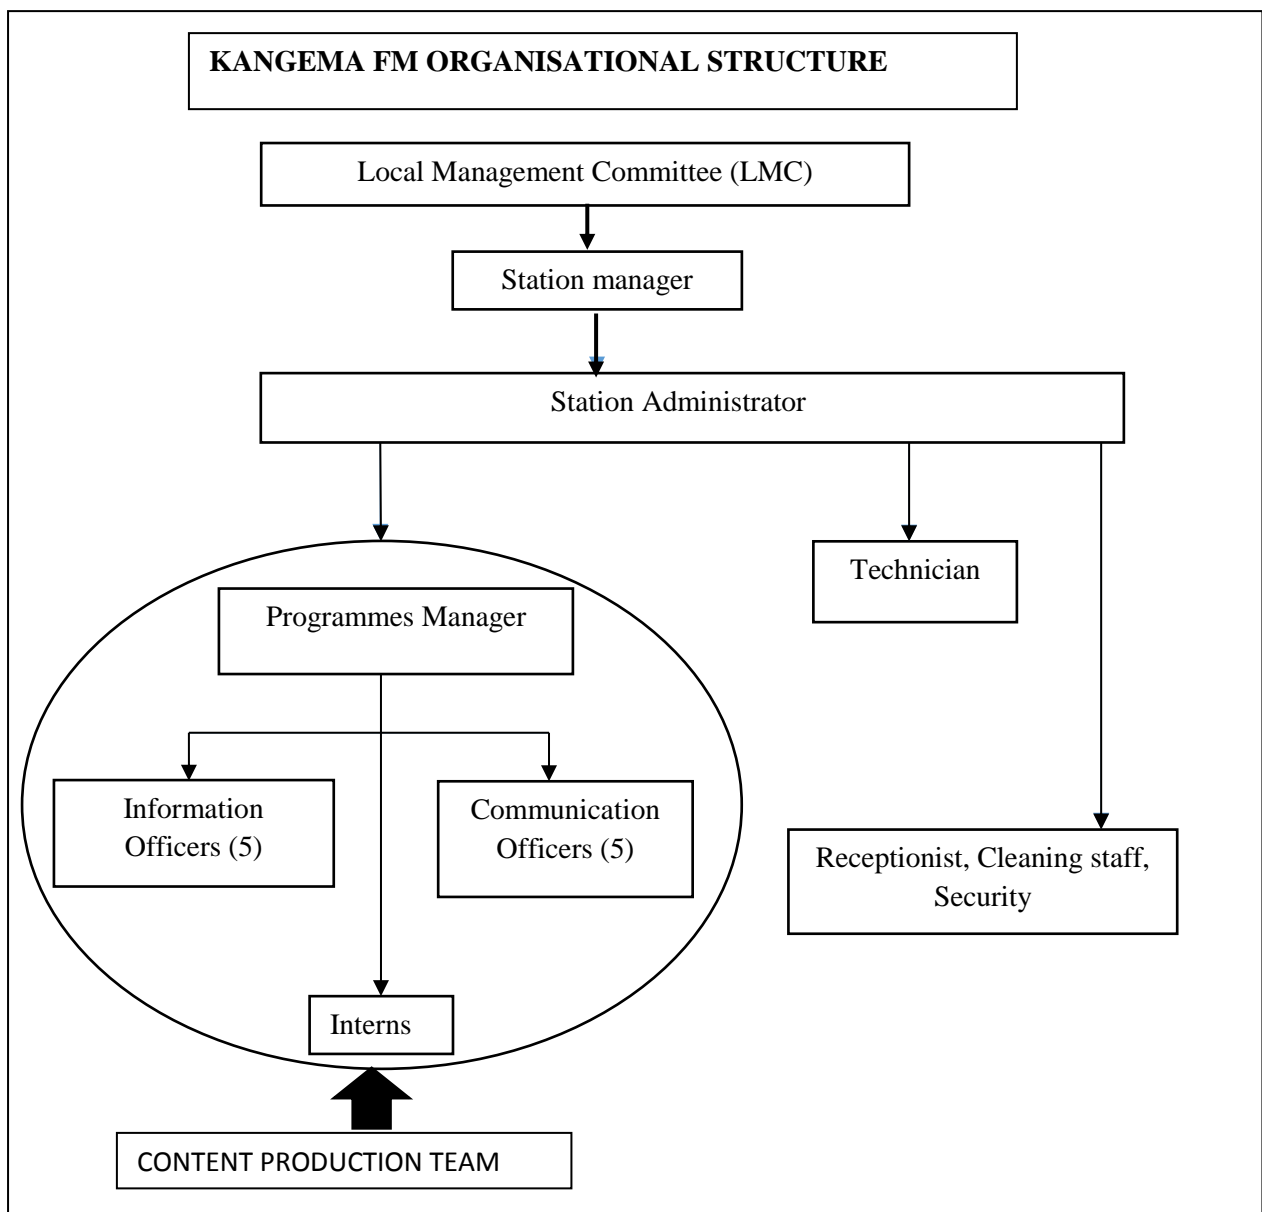 KANGEMA FM ORGANISATIONAL STRUCTURE
Local Management Committee (LMC)
Station manager
Station Administrator
Technician
Programmes Manager
Information
Officers (5)
Communication
Officers (5)
Receptionist, Cleaning staff,
Security
Interns
CONTENT PRODUCTION TEAM